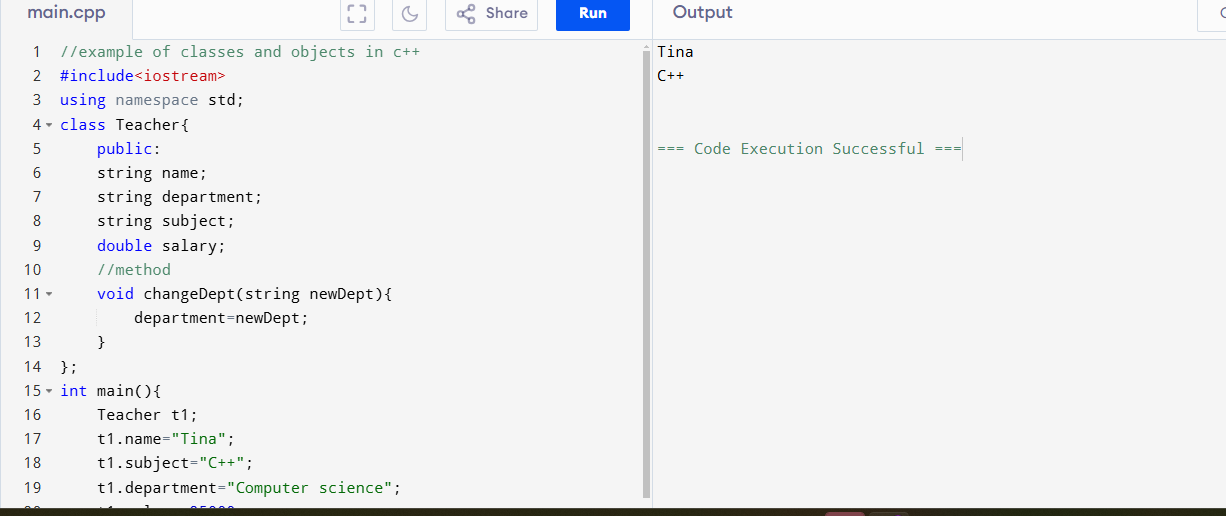 main.cpp
Share
Run
Output
1 //example of classes and objects in c++
2 #include<iostream>
3 using namespace std;
4 class Teacher{
5     public:
6     string name;
7     string department;
8     string subject;
9     double salary;
10     //method
11     void changeDept(string newDept){
12         department=newDept;
13     }
14 };
15 int main(){
16     Teacher t1;
17     t1.name="Tina";
18     t1.subject="C++";
19     t1.department="Computer science";
Tina
C++
=== Code Execution Successful ===